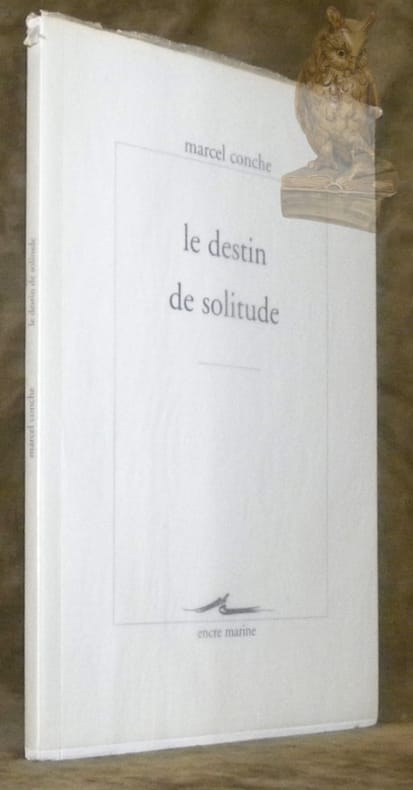 marcel conche
le destin
de solitude
encre marine
marcel conche
le destin de solitude